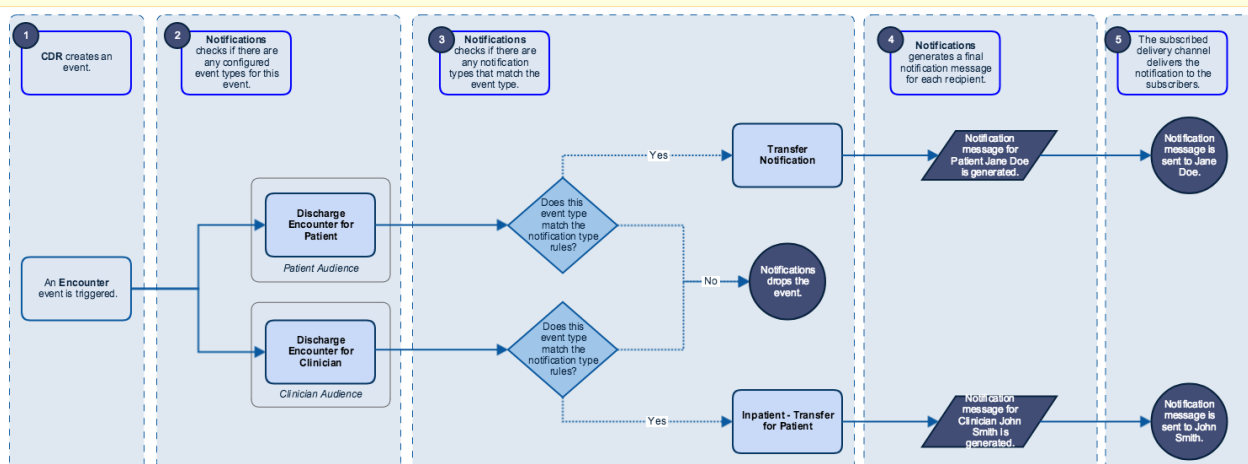 1
CDR creates an
event.
2
Notifications
checks if there are
any configured
event types for this
event.
3
Notifications
checks if there are
any notification
types that match the
event type.
4
Notifications
generates a final
notification message
for each recipient.
5
The subscribed
delivery channel
delivers the
notification to the
subscribers.
An Encounter
event is triggered.
Discharge
Encounter for
Patient
Patient Audience
Discharge
Encounter for
Clinician
Clinician Audience
Does this
event type
match the
notification type
rules?
Does this
event type
match the
notification type
rules?
Yes
No
Yes
Transfer
Notification
Notifications
drops the
event.
Inpatient - Transfer
for Patient
Notification
message for
Patient Jane Doe
is generated.
Notification
message for
Clinician John
Smith is
generated.
Notification
message is
sent to Jane
Doe.
Notification
message is
sent to John
Smith.